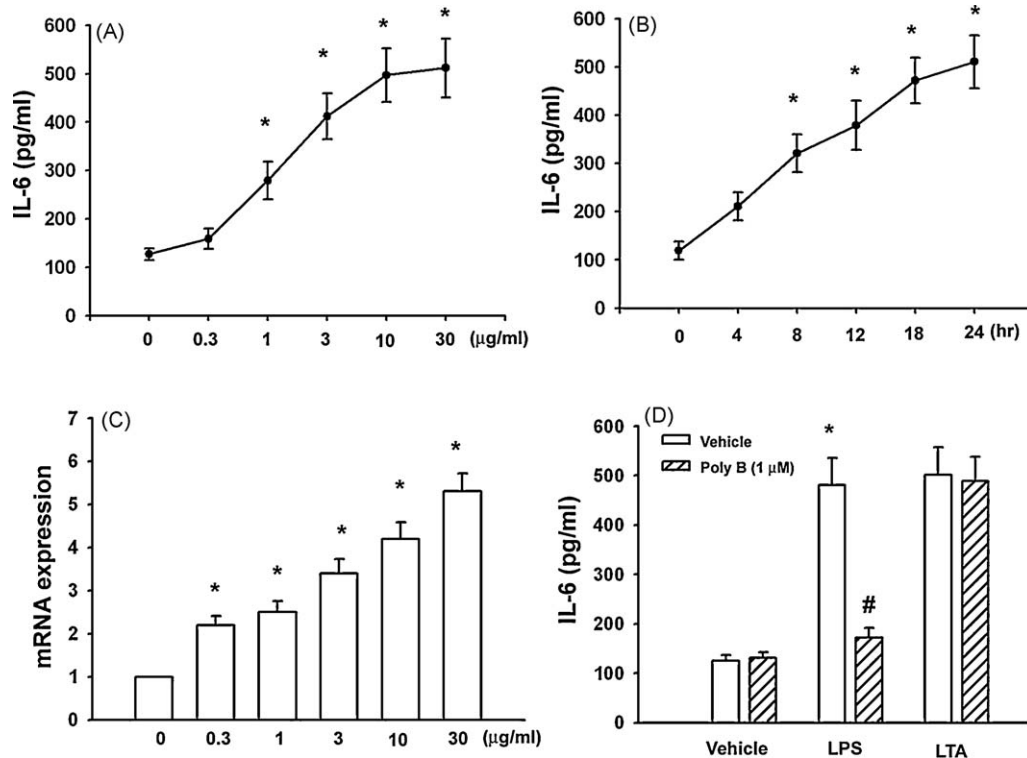 (A)
IL-6 (pg/ml)
600
500
400
300
200
100
0
* * * *
0 0.3 1 3 10 30 (μg/ml)
(B)
IL-6 (pg/ml)
600
500
400
300
200
100
0
* * * *
0 4 8 12 18 24 (hr)
(C)
mRNA expression
7
6
5
4
3
2
1
0
* * * * *
0 0.3 1 3 10 30 (μg/ml)
(D)
IL-6 (pg/ml)
600
500
400
300
200
100
0
Vehicle
Poly B (1 μM)
*
#
Vehicle LPS LTA